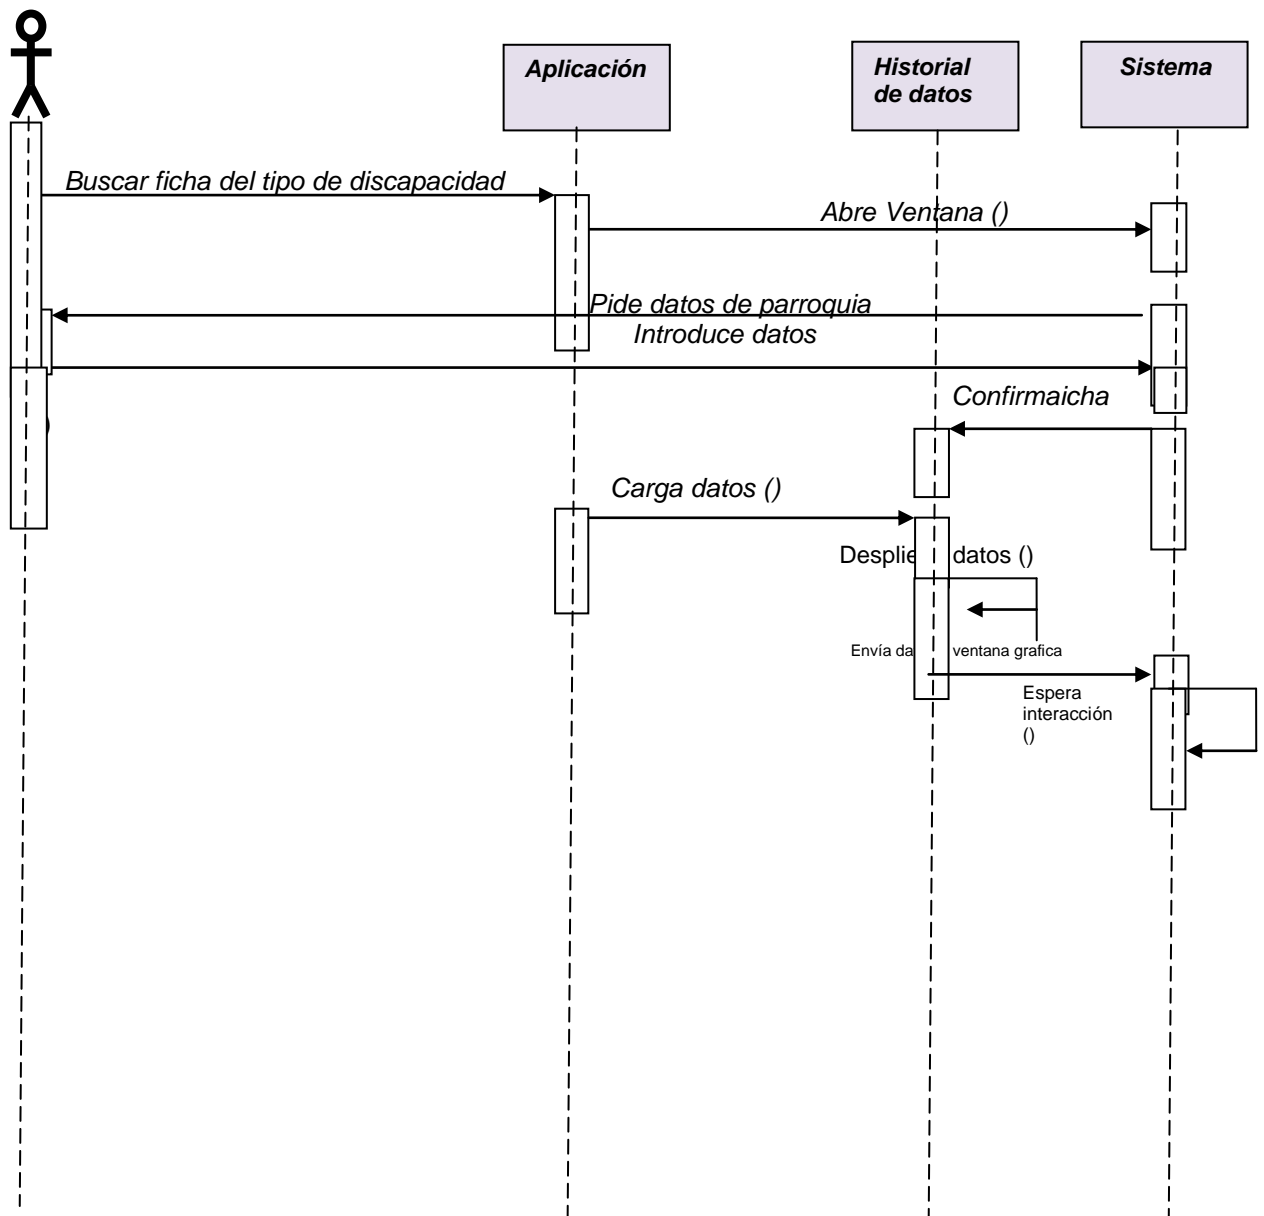 Aplicación
Historial
de datos
Sistema
Buscar ficha del tipo de discapacidad
Abre Ventana ()
Pide datos de parroquia
Introduce datos
Confirmaicha
Carga datos ()
datos ()
Envía ventana grafica
Espera
interacción
()